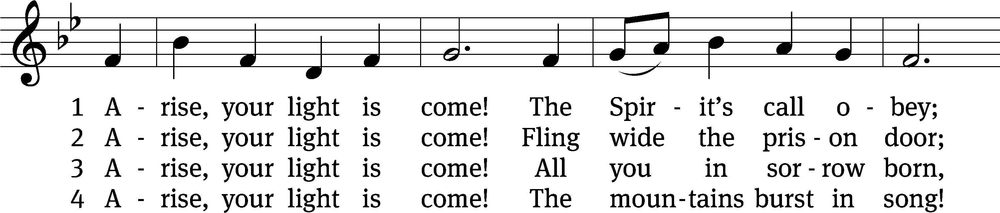 1 A - rise, your light is come! The Spir - it’s call o - bey;
2 A - rise, your light is come! Fling wide the pris - on door;
3 A - rise, your light is come! All you in sor - row born,
4 A - rise, your light is come! The moun - tains burst in song!